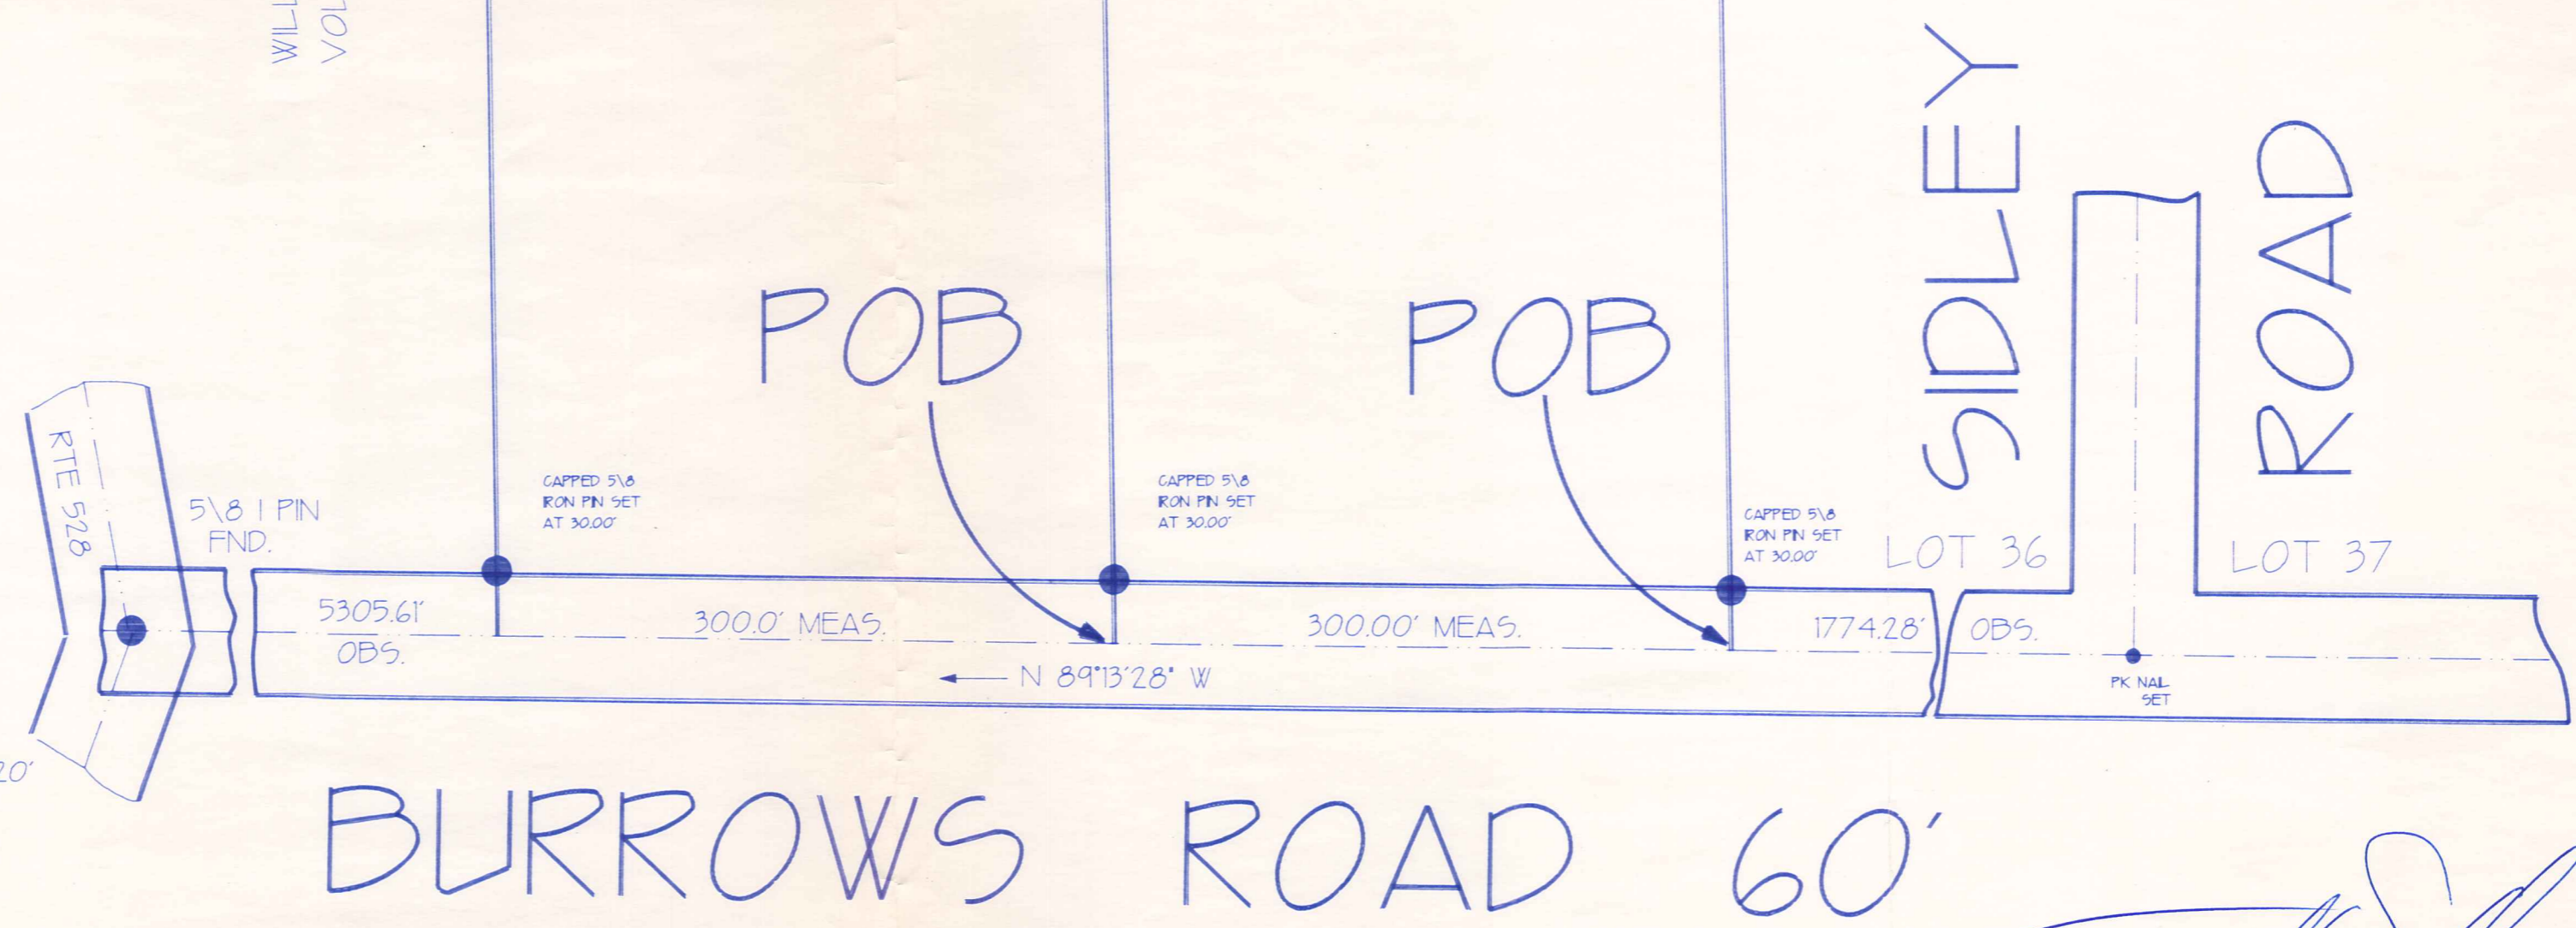 WILL
VOL
SIDLEY
ROAD
POB
POB
RTE 528
5\8 I PIN
FND.
CAPPED 5\8
IRON PIN SET
AT 30.00'
CAPPED 5\8
IRON PIN SET
AT 30.00'
CAPPED 5\8
IRON PIN SET
AT 30.00'
LOT 36
LOT 37
5305.61'
OBS.
300.0' MEAS.
300.00' MEAS.
1774.28' OBS.
N 89°13'28" W
PK NAIL
SET
20'
BURROWS ROAD 60'